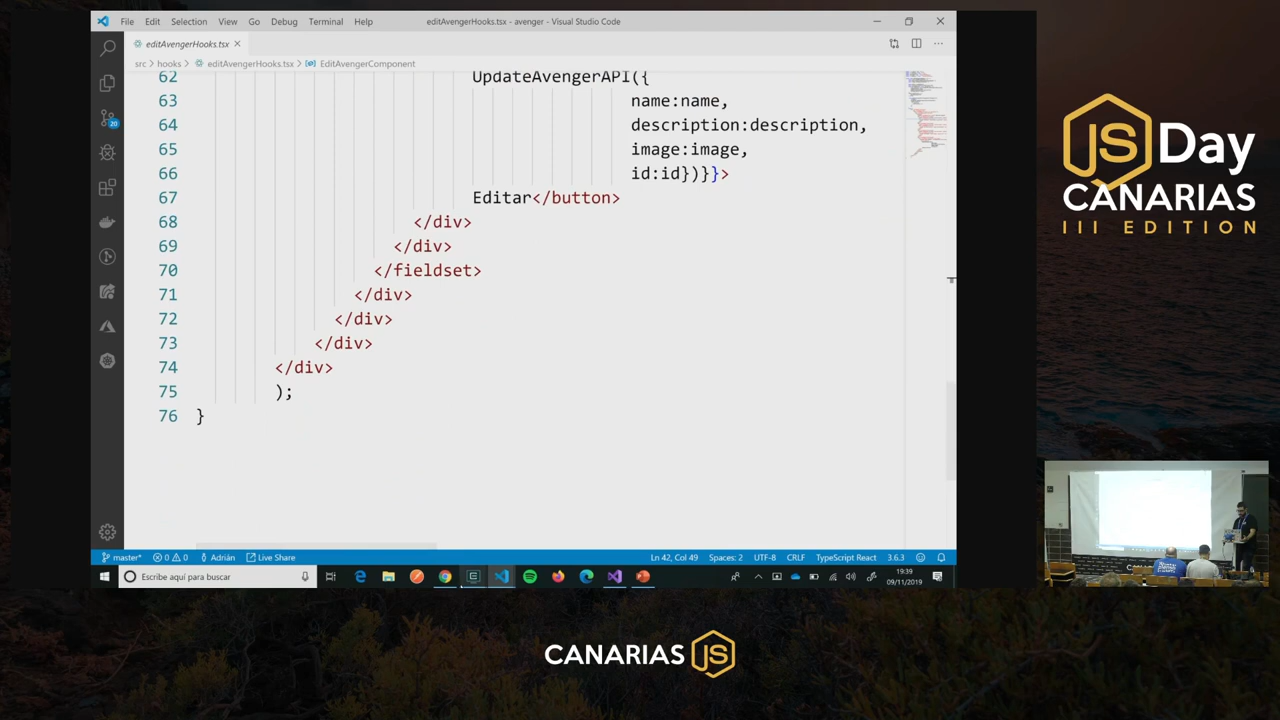 File Edit Selection View Go Debug Terminal Help
editAvengerHooks.tsx - avenger - Visual Studio Code
editAvengerHooks.tsx
src > hooks > editAvengerHooks.tsx > EditAvengerComponent
62 UpdateAvengerAPI({
63 name:name,
64 description:description,
65 image:image,
66 id:id})}}>
67 Editar</button>
68 </div>
69 </div>
70 </fieldset>
71 </div>
72 </div>
73 </div>
74 </div>
75 );
76 }
20
master* 0 0 Adrián Live Share
Ln 42, Col 49 Spaces: 2 UTF-8 CRLF TypeScript React 3.6.3
Escribe aquí para buscar
19:39
09/11/2019
JS Day
CANARIAS
III EDITION
CANARIAS JS